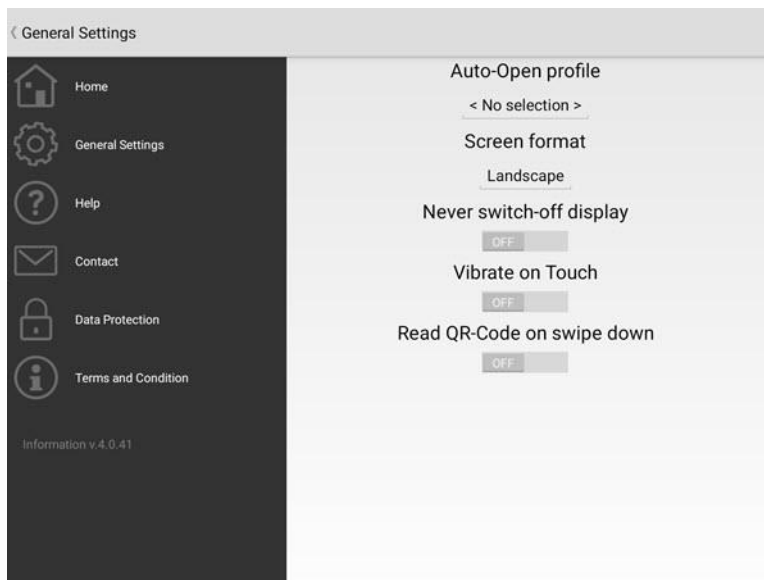 General Settings
Home
General Settings
Help
Contact
Data Protection
Terms and Condition
Information v.4.0.41
Auto-Open profile
< No selection >
Screen format
Landscape
Never switch-off display
OFF
Vibrate on Touch
OFF
Read QR-Code on swipe down
OFF